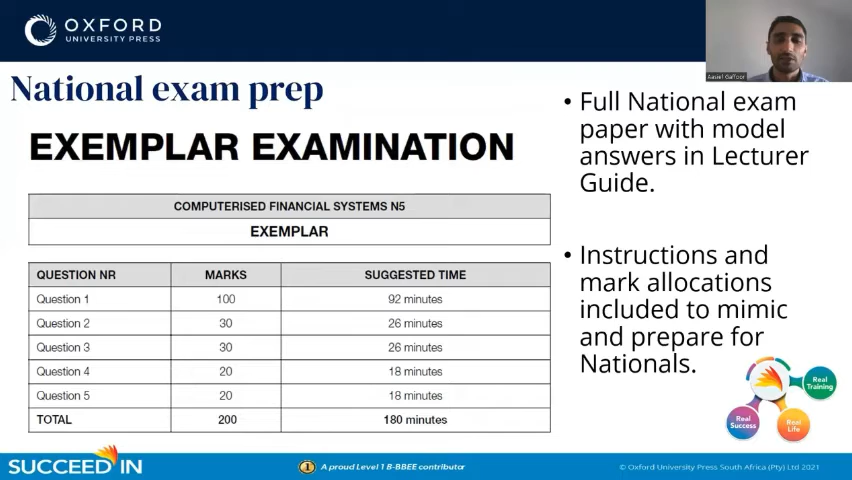 OXFORD
UNIVERSITY PRESS
Aasief Gaffoor
National exam prep
EXEMPLAR EXAMINATION
COMPUTERISED FINANCIAL SYSTEMS N5
EXEMPLAR
QUESTION NR MARKS SUGGESTED TIME
Question 1 100 92 minutes
Question 2 30 26 minutes
Question 3 30 26 minutes
Question 4 20 18 minutes
Question 5 20 18 minutes
TOTAL 200 180 minutes
• Full National exam
paper with model
answers in Lecturer
Guide.
• Instructions and
mark allocations
included to mimic
and prepare for
Nationals.
Real
Training
Real
Success
Real
Life
SUCCEED IN
1 A proud Level 1 B-BBEE contributor
© Oxford University Press South Africa (Pty) Ltd 2021